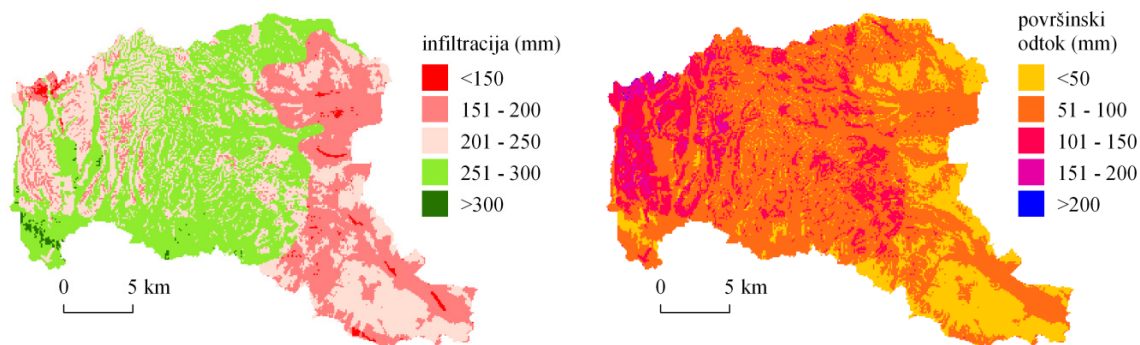 infiltracija (mm)
<150
151 - 200
201 - 250
251 - 300
>300
0 5 km
površinski
odtok (mm)
<50
51 - 100
101 - 150
151 - 200
>200
0 5 km